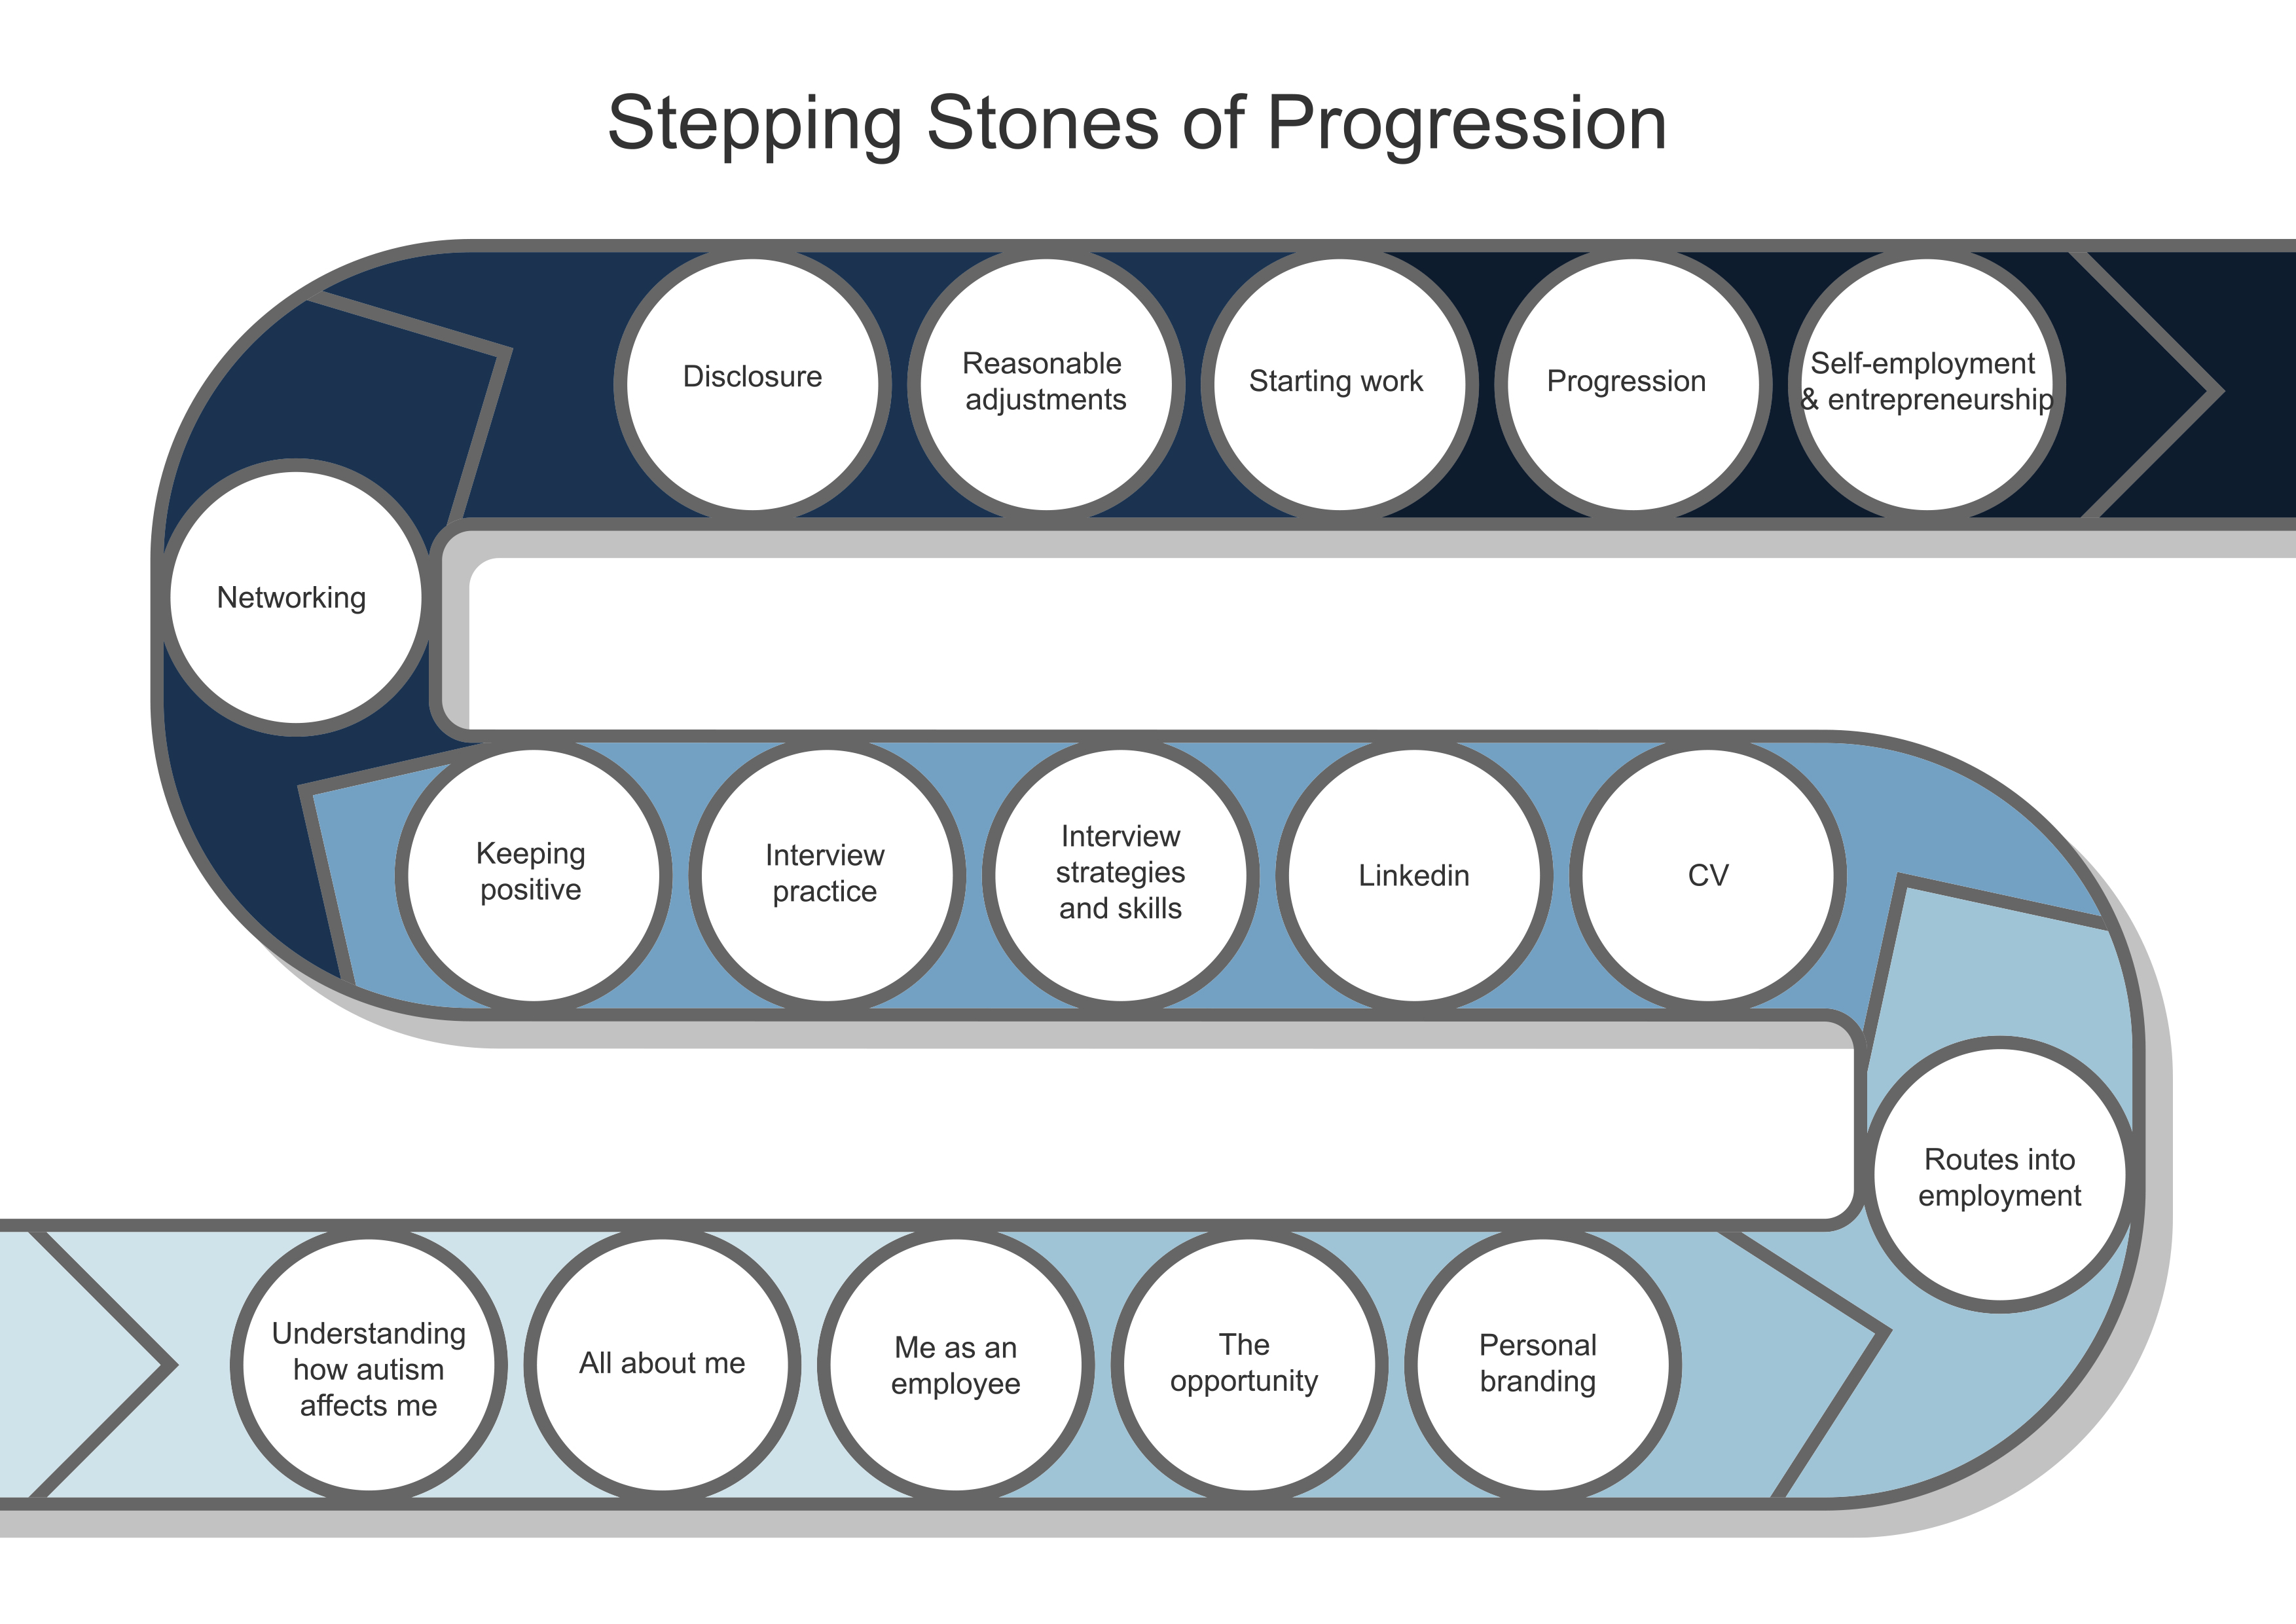 Stepping Stones of Progression
Disclosure
Reasonable
adjustments
Starting work
Progression
Self-employment
& entrepreneurship
Networking
Keeping
positive
Interview
practice
Interview
strategies
and skills
Linkedin
CV
Routes into
employment
Understanding
how autism
affects me
All about me
Me as an
employee
The
opportunity
Personal
branding